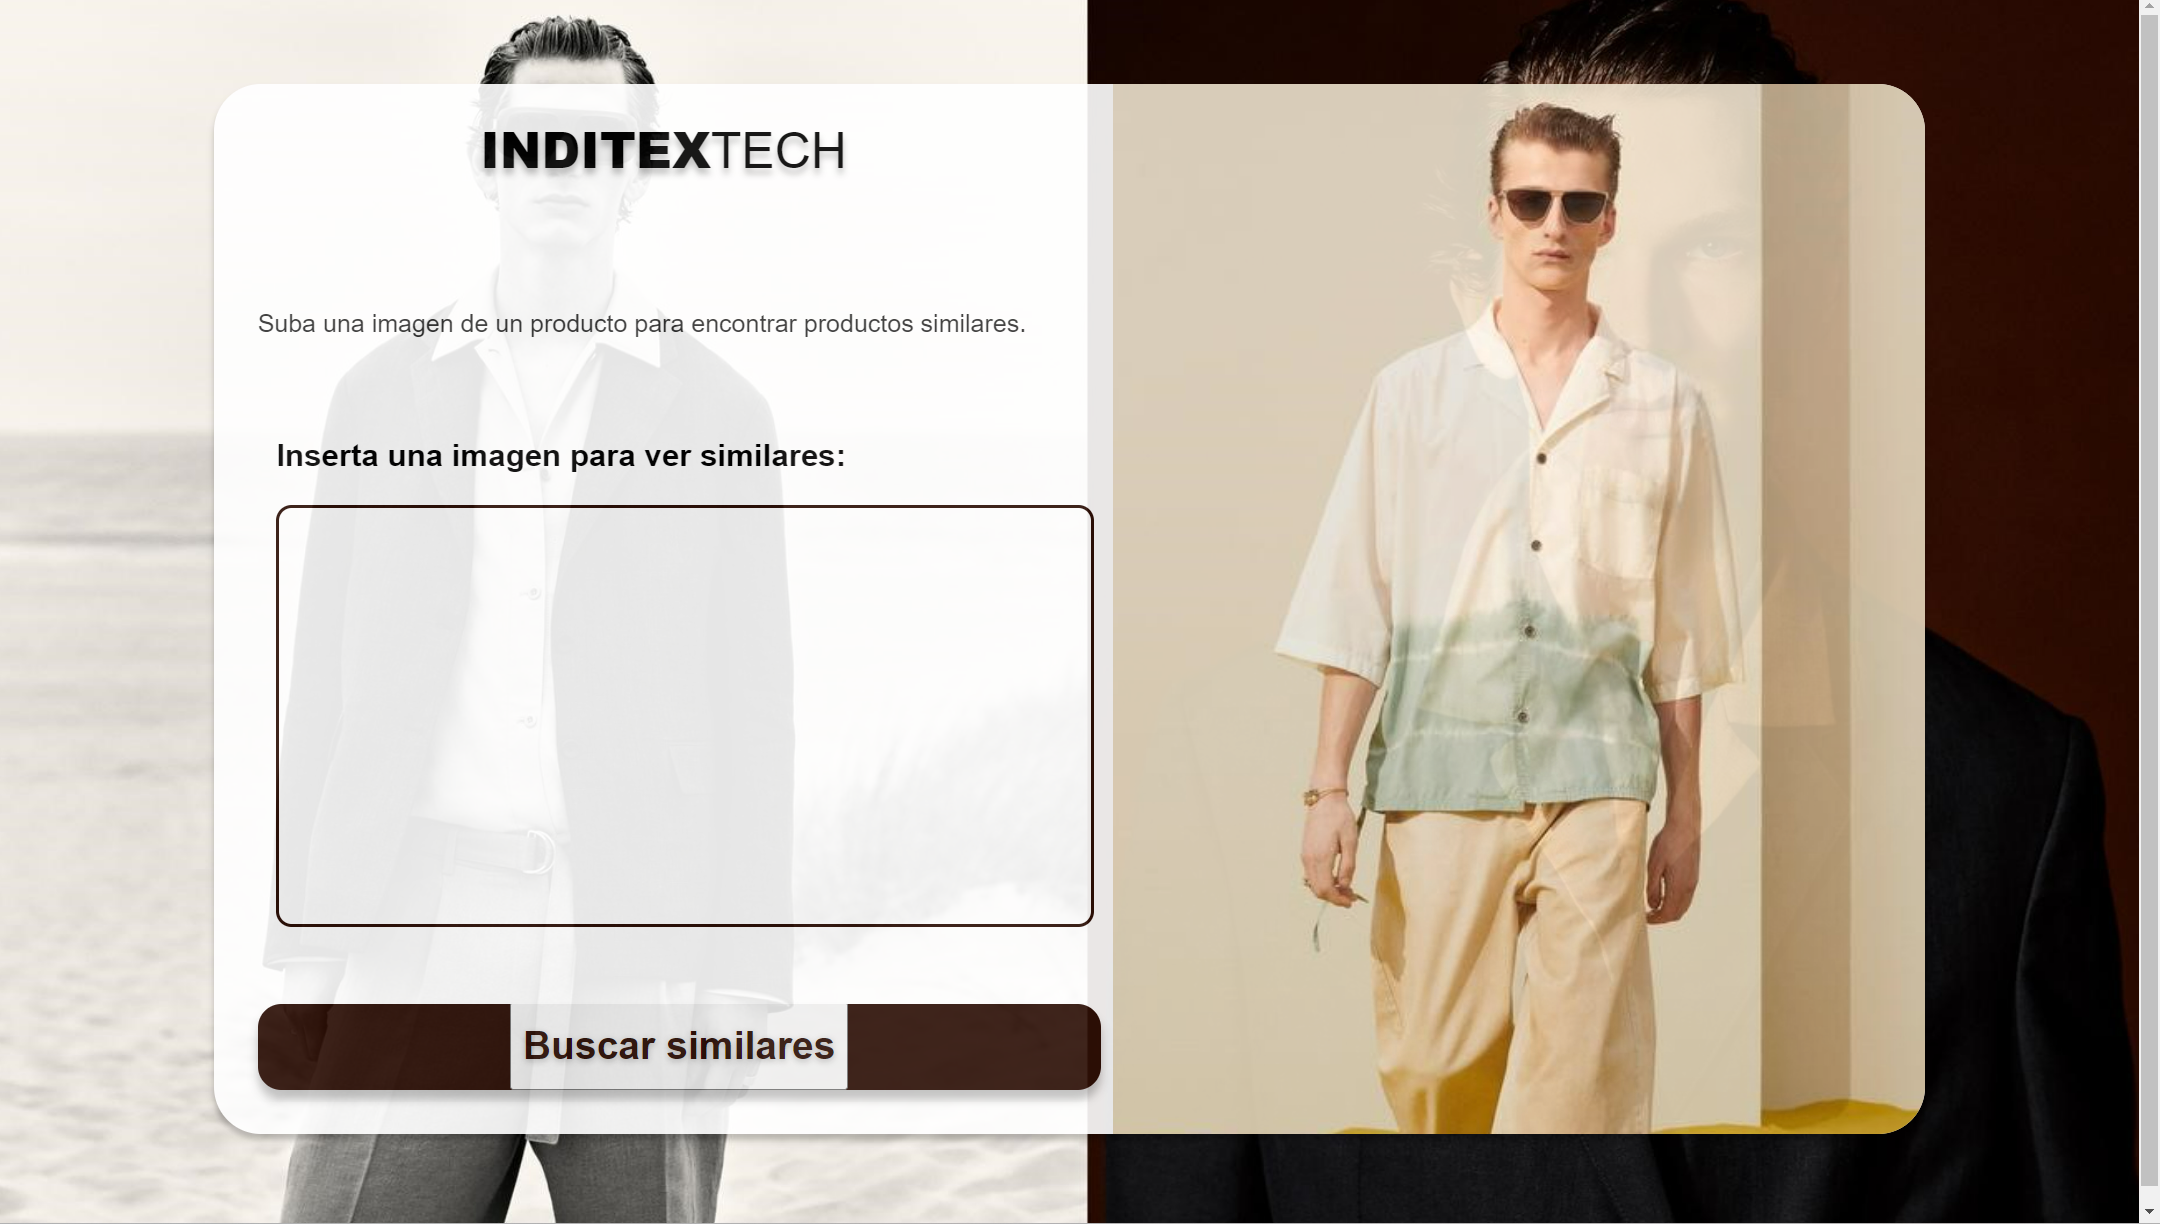 INDITEXTECH
Suba una imagen de un producto para encontrar productos similares.
Inserta una imagen para ver similares:
Buscar similares